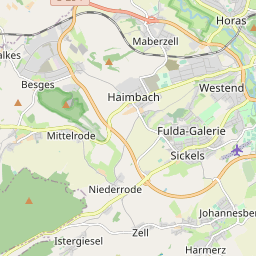 Horas
Maberzell
alkes
Besges
Haimbach
Westend
Mittelrode
Fulda-Galerie
Sickels
Niederrode
Johannesber
Zell
Istergiesel
Harmerz